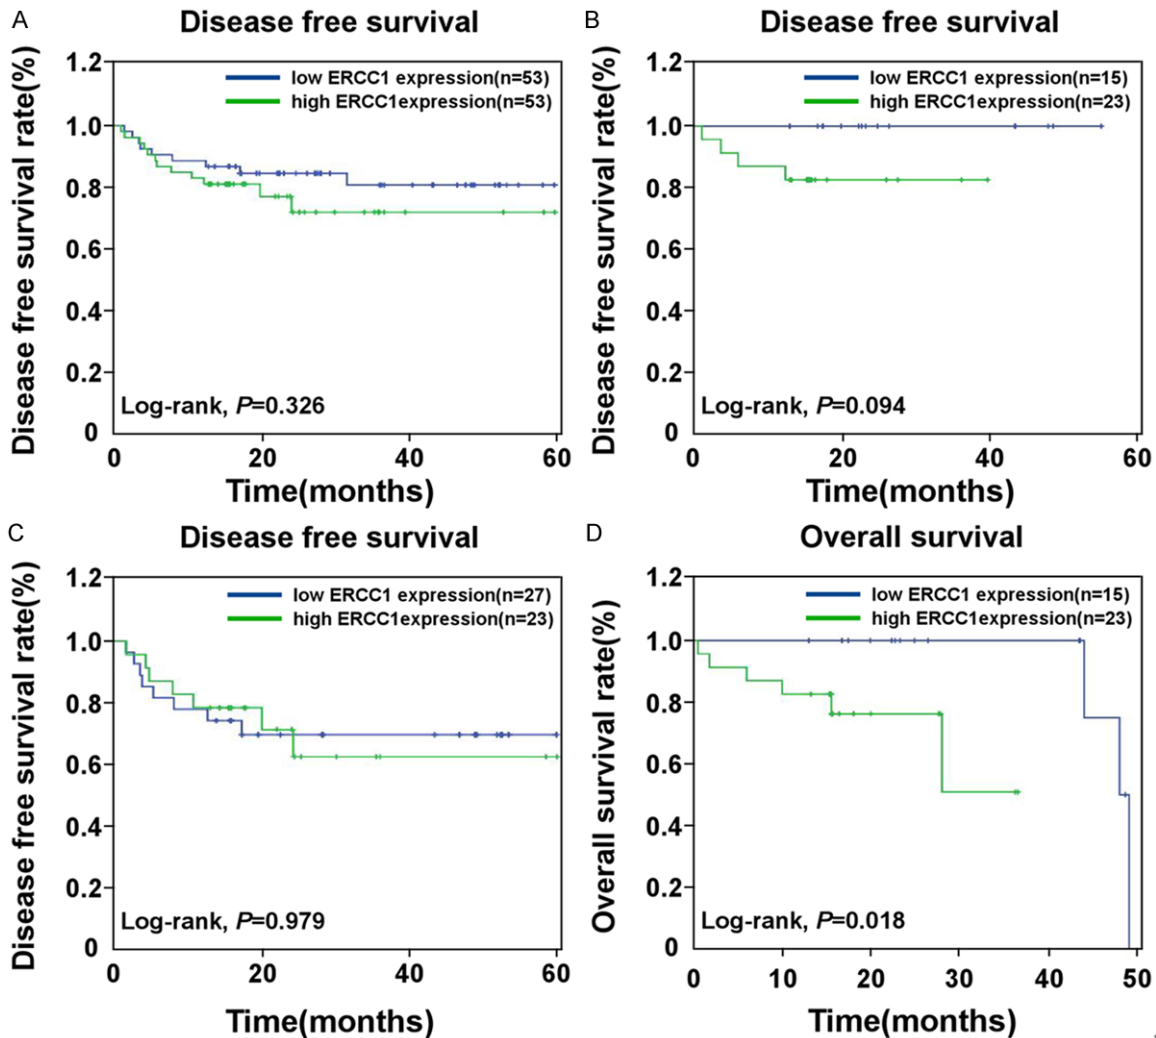 A
Disease free survival
Disease free survival rate(%)
1.2
1.0
0.8
0.6
0.4
0.2
0
low ERCC1 expression(n=53)
high ERCC1expression(n=53)
Log-rank, P=0.326
0 20 40 60
Time(months)
B
Disease free survival
Disease free survival rate(%)
1.2
1.0
0.8
0.6
0.4
0.2
0
low ERCC1 expression(n=15)
high ERCC1expression(n=23)
Log-rank, P=0.094
0 20 40 60
Time(months)
C
Disease free survival
Disease free survival rate(%)
1.2
1.0
0.8
0.6
0.4
0.2
0
low ERCC1 expression(n=27)
high ERCC1expression(n=23)
Log-rank, P=0.979
0 20 40 60
Time(months)
D
Overall survival
Overall survival rate(%)
1.2
1.0
0.8
0.6
0.4
0.2
0
low ERCC1 expression(n=15)
high ERCC1expression(n=23)
Log-rank, P=0.018
0 10 20 30 40 50
Time(months)